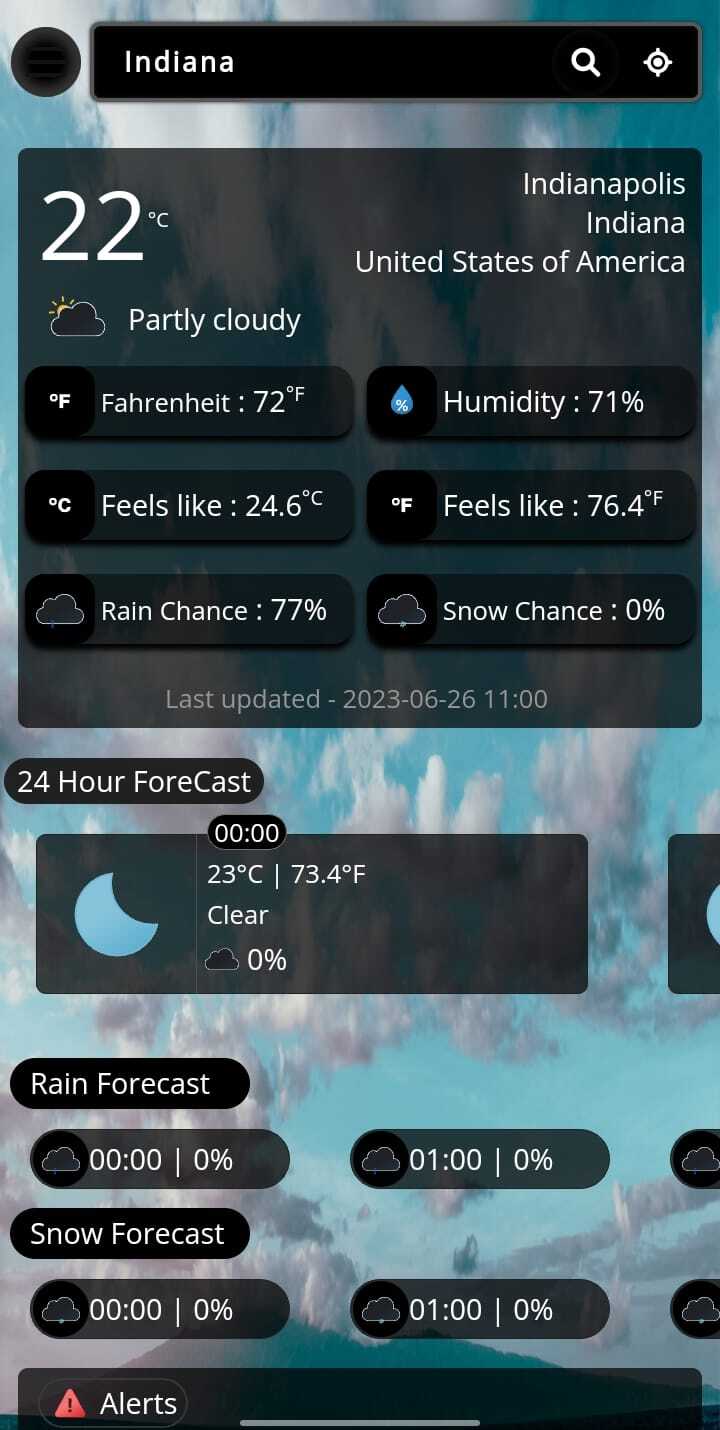 Indiana
22°C
Indianapolis
Indiana
United States of America
Partly cloudy
°F Fahrenheit : 72°F
% Humidity : 71%
°C Feels like : 24.6°C
°F Feels like : 76.4°F
Rain Chance : 77%
Snow Chance : 0%
Last updated - 2023-06-26 11:00
24 Hour ForeCast
00:00
23°C | 73.4°F
Clear
0%
Rain Forecast
00:00 | 0%
01:00 | 0%
Snow Forecast
00:00 | 0%
01:00 | 0%
Alerts